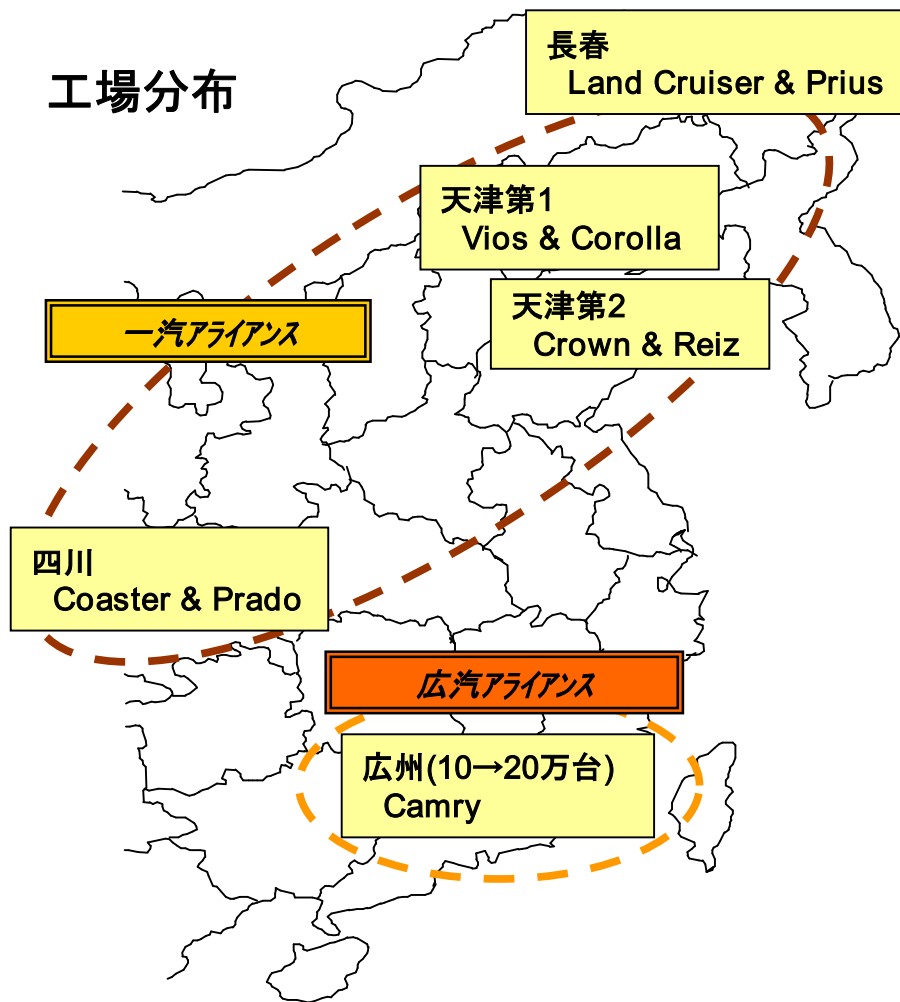 工場分布
長春
Land Cruiser & Prius
天津第1
Vios & Corolla
天津第2
Crown & Reiz
一汽アライアンス
四川
Coaster & Prado
広汽アライアンス
広州(10→20万台)
Camry